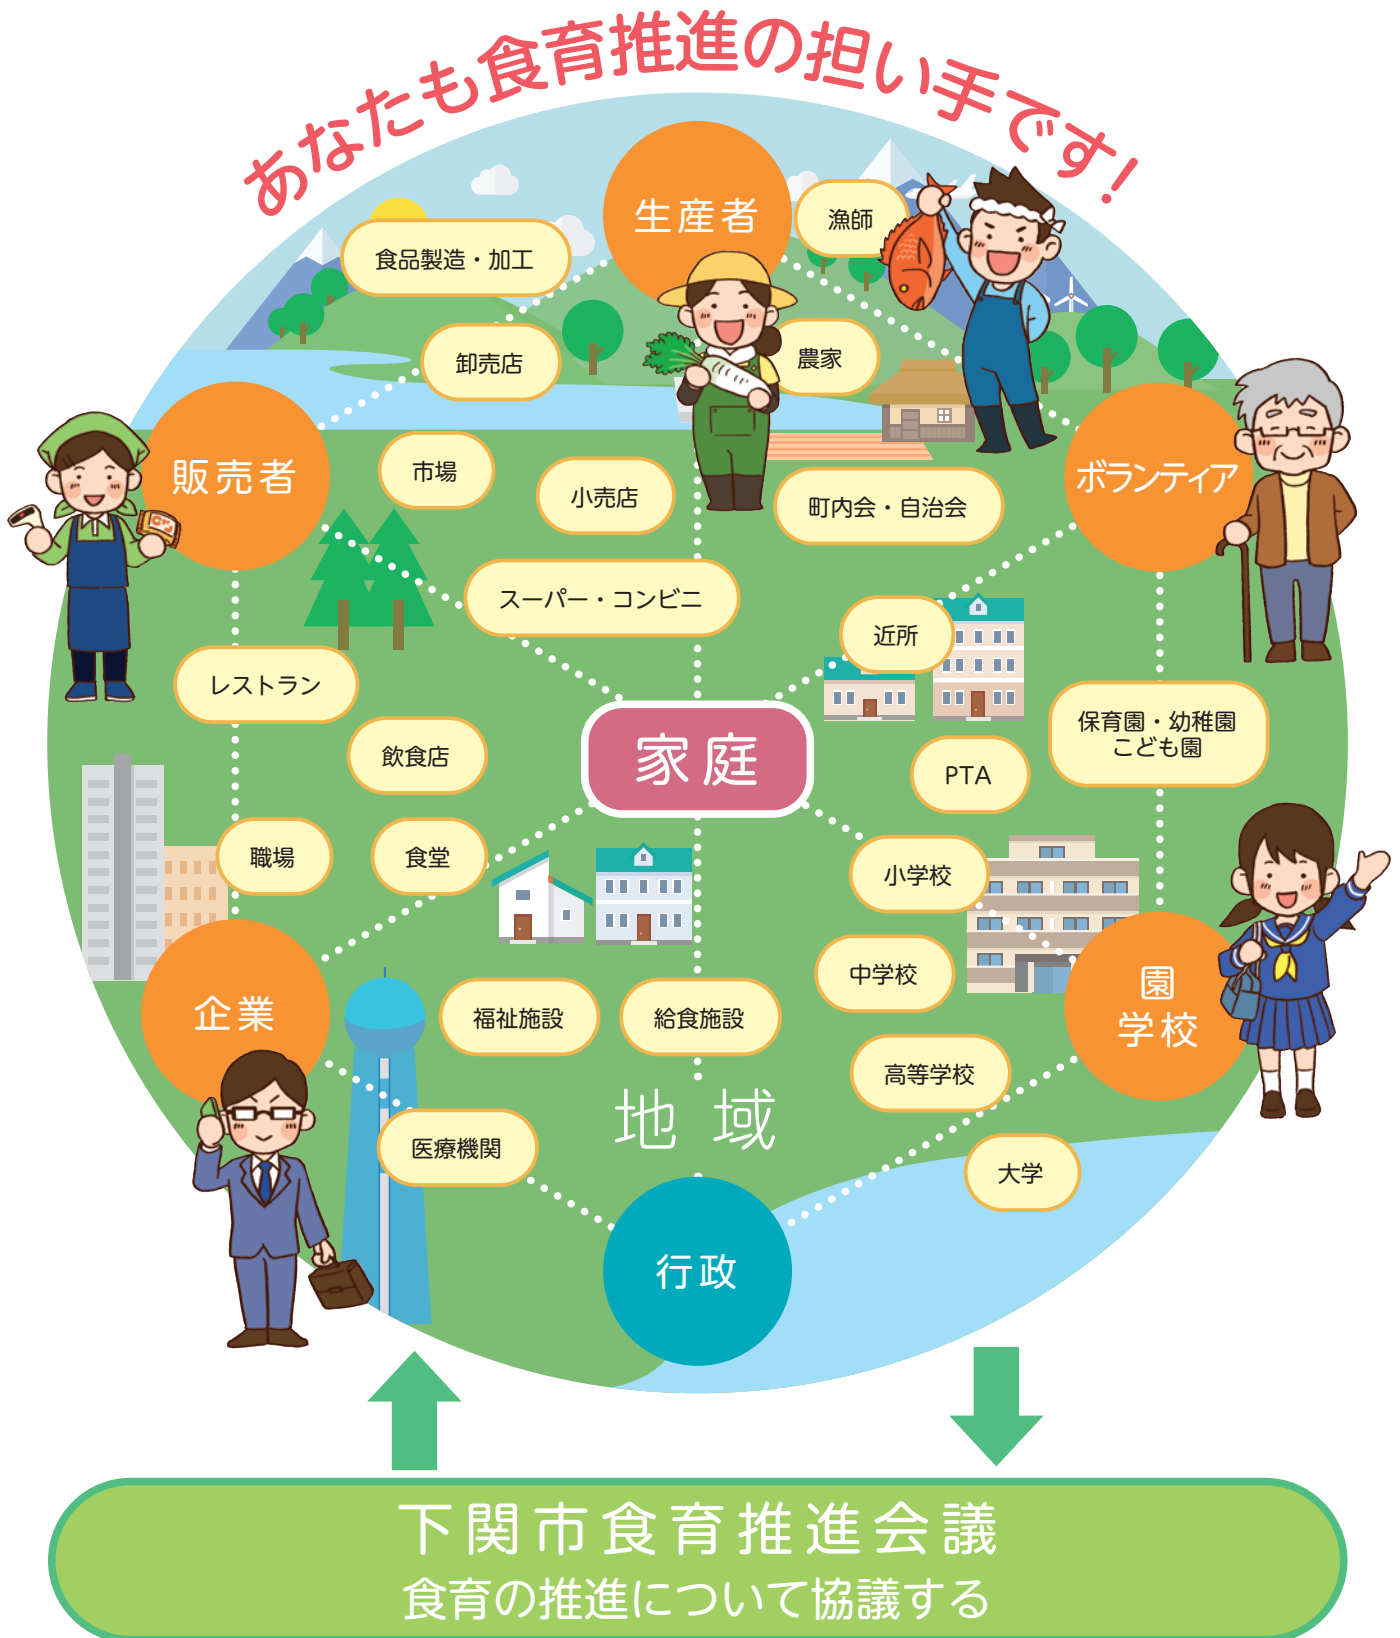 あなたも食育推進の担い手です!
生産者
漁師
食品製造・加工
卸売店
農家
販売者
市場
小売店
町内会・自治会
ボランティア
スーパー・コンビニ
近所
レストラン
飲食店
家庭
保育園・幼稚園
こども園
PTA
職場
食堂
小学校
中学校
企業
福祉施設
給食施設
園
学校
高等学校
地域
医療機関
大学
行政
下関市食育推進会議
食育の推進について協議する